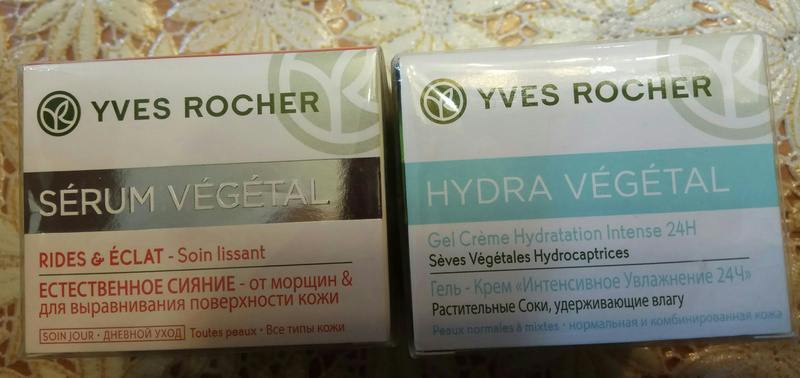 YVES ROCHER
SÉRUM VÉGÉTAL
RIDES & ÉCLAT - Soin lissant
ЕСТЕСТВЕННОЕ СИЯНИЕ - от морщин &
для выравнивания поверхности кожи
SOIN JOUR • ДНЕВНОЙ УХОД Toutes peaux • Все типы кожи
YVES ROCHER
HYDRA VÉGÉTAL
Gel Crème Hydratation Intense 24H
Sèves Végétales Hydrocaptrices
Гель - Крем «Интенсивное Увлажнение 24Ч»
Растительные Соки, удерживающие влагу
Peaux normales à mixtes • нормальная и комбинированная кожа